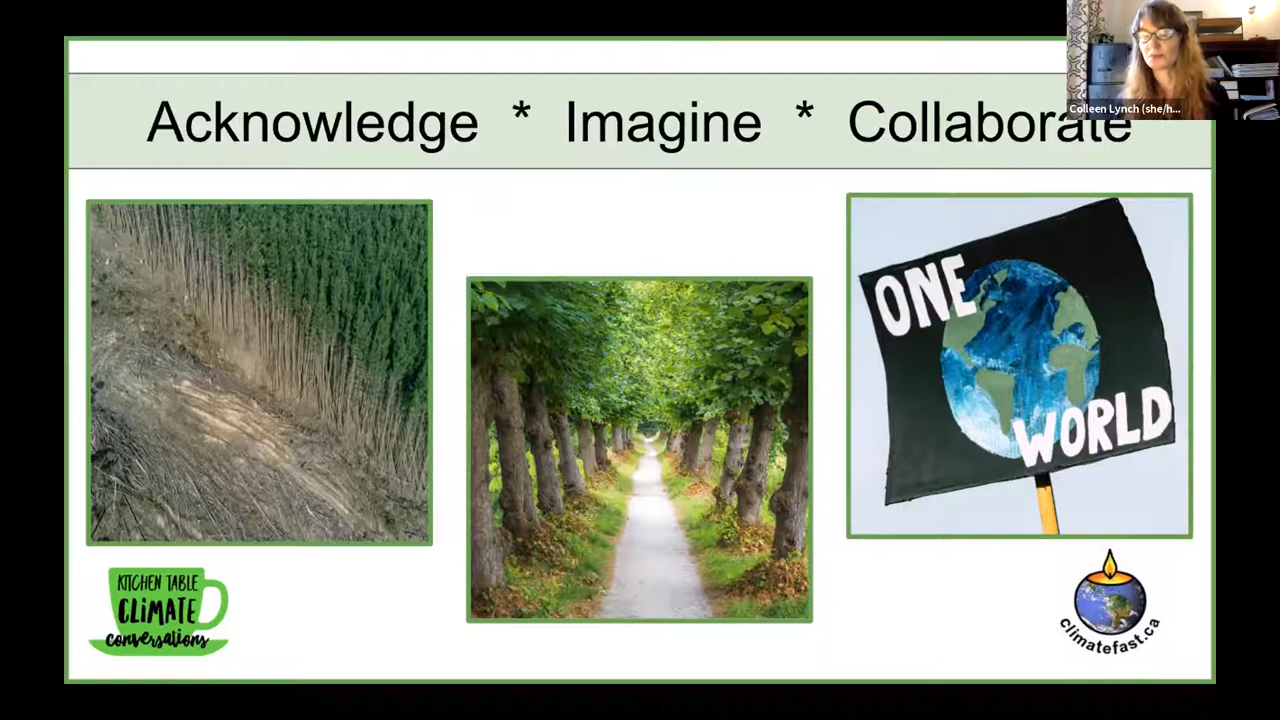 Acknowledge * Imagine * Collaborate
Colleen Lynch (she/h...
ONE
WORLD
KITCHEN TABLE
CLIMATE
conversations
climatefast.ca